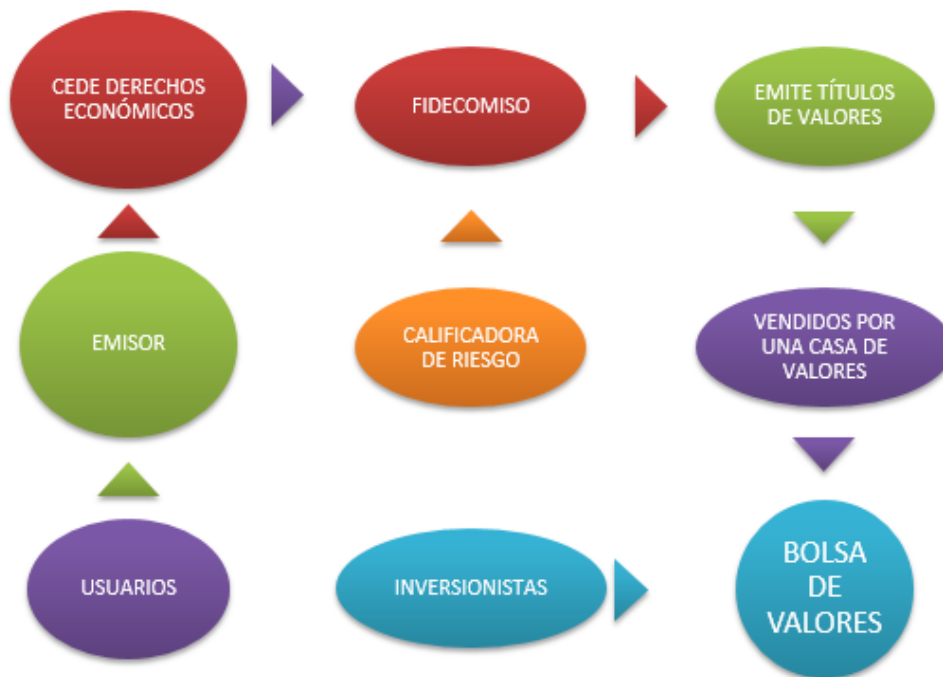 CEDE DERECHOS
ECONÓMICOS
FIDECOMISO
EMITE TÍTULOS
DE VALORES
EMISOR
CALIFICADORA
DE RIESGO
VENDIDOS POR
UNA CASA DE
VALORES
USUARIOS
INVERSIONISTAS
BOLSA
DE
VALORES